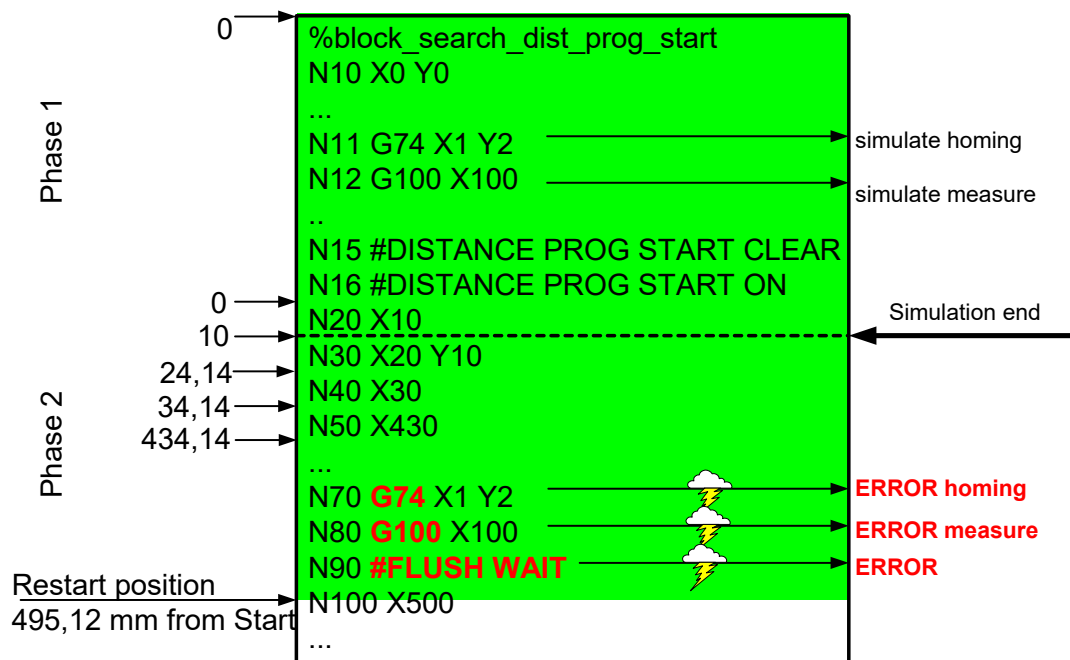 0
%block_search_dist_prog_start
N10 X0 Y0
...
Phase 1
N11 G74 X1 Y2
simulate homing
N12 G100 X100
simulate measure
..
N15 #DISTANCE PROG START CLEAR
N16 #DISTANCE PROG START ON
0
N20 X10
Simulation end
10
N30 X20 Y10
24,14
N40 X30
34,14
N50 X430
434,14
Phase 2
...
N70 G74 X1 Y2
ERROR homing
N80 G100 X100
ERROR measure
N90 #FLUSH WAIT
ERROR
Restart position
495,12 mm from Start
N100 X500
...